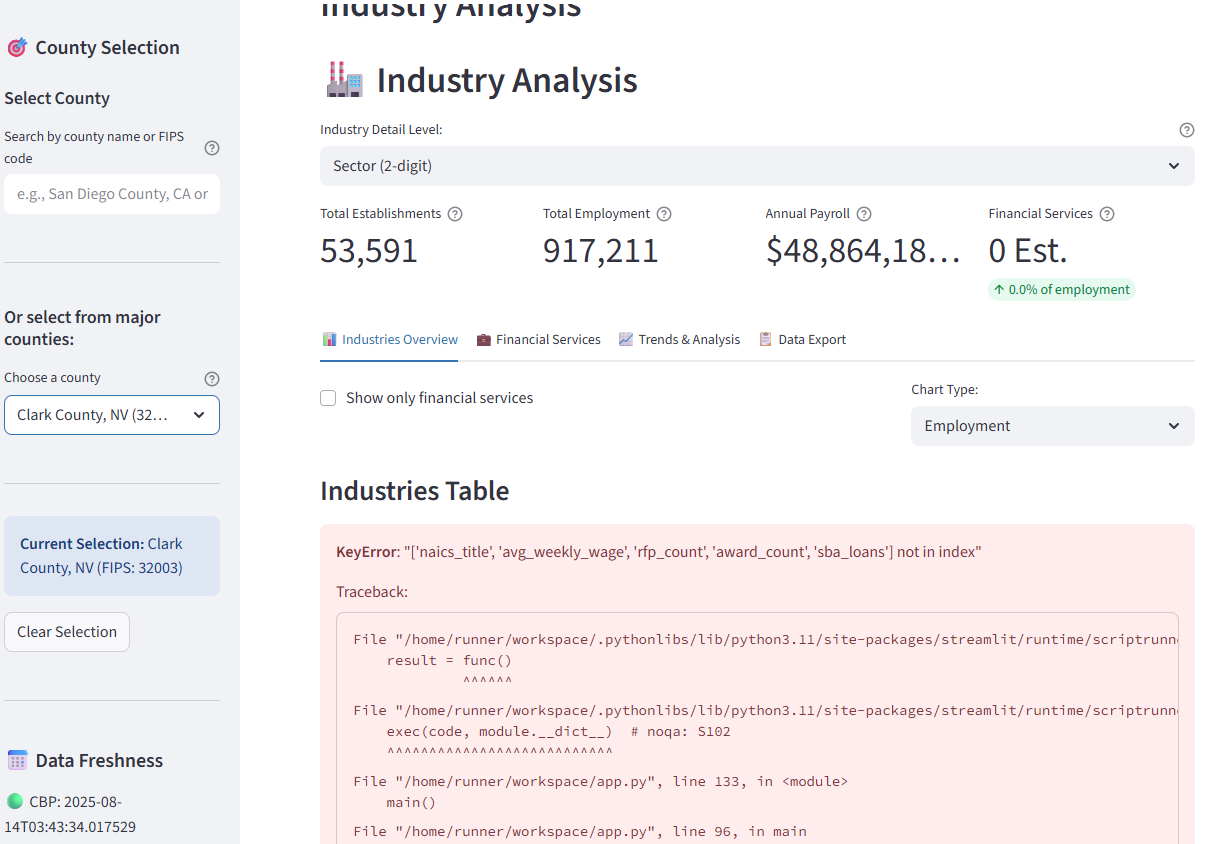 Industry Analysis
County Selection
Select County
Search by county name or FIPS
code
e.g., San Diego County, CA or
Or select from major
counties:
Choose a county
Clark County, NV (32...
Current Selection: Clark
County, NV (FIPS: 32003)
Clear Selection
Data Freshness
CBP: 2025-08-
14T03:43:34.017529
Industry Analysis
Industry Detail Level:
Sector (2-digit)
Total Establishments
53,591
Total Employment
917,211
Annual Payroll
$48,864,18...
Financial Services
0 Est.
↑ 0.0% of employment
Industries Overview
Financial Services
Trends & Analysis
Data Export
Show only financial services
Chart Type:
Employment
Industries Table
KeyError: "['naics_title', 'avg_weekly_wage', 'rfp_count', 'award_count', 'sba_loans'] not in index"
Traceback:
File "/home/runner/workspace/.pythonlibs/lib/python3.11/site-packages/streamlit/runtime/scriptrunn
result = func()
^^^^^^
File "/home/runner/workspace/.pythonlibs/lib/python3.11/site-packages/streamlit/runtime/scriptrunn
exec(code, module.__dict__)  # noqa: S102
^^^^^^^^^^^^^^^^^^^^^^^^^^^
File "/home/runner/workspace/app.py", line 133, in <module>
main()
File "/home/runner/workspace/app.py", line 96, in main